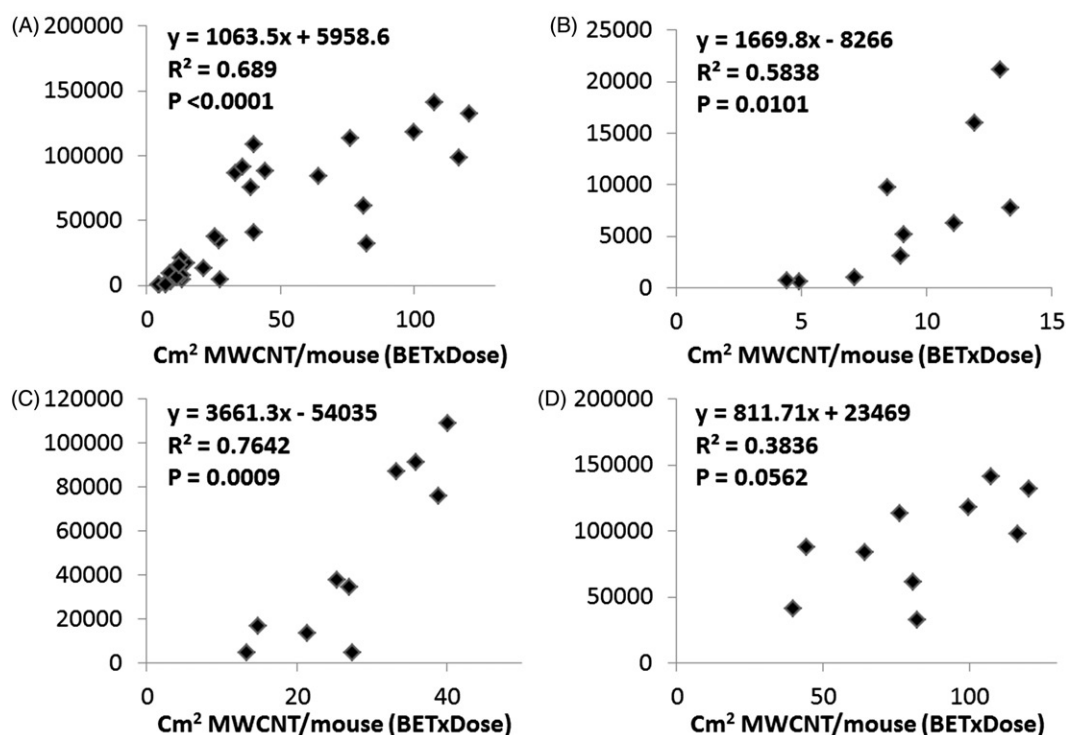 (A)
y = 1063.5x + 5958.6
R² = 0.689
P <0.0001
200000
150000
100000
50000
0
0 50 100
Cm² MWCNT/mouse (BETxDose)
(B)
y = 1669.8x - 8266
R² = 0.5838
P = 0.0101
25000
20000
15000
10000
5000
0
0 5 10 15
Cm² MWCNT/mouse (BETxDose)
(C)
y = 3661.3x - 54035
R² = 0.7642
P = 0.0009
120000
100000
80000
60000
40000
20000
0
0 20 40
Cm² MWCNT/mouse (BETxDose)
(D)
y = 811.71x + 23469
R² = 0.3836
P = 0.0562
200000
150000
100000
50000
0
0 50 100
Cm² MWCNT/mouse (BETxDose)